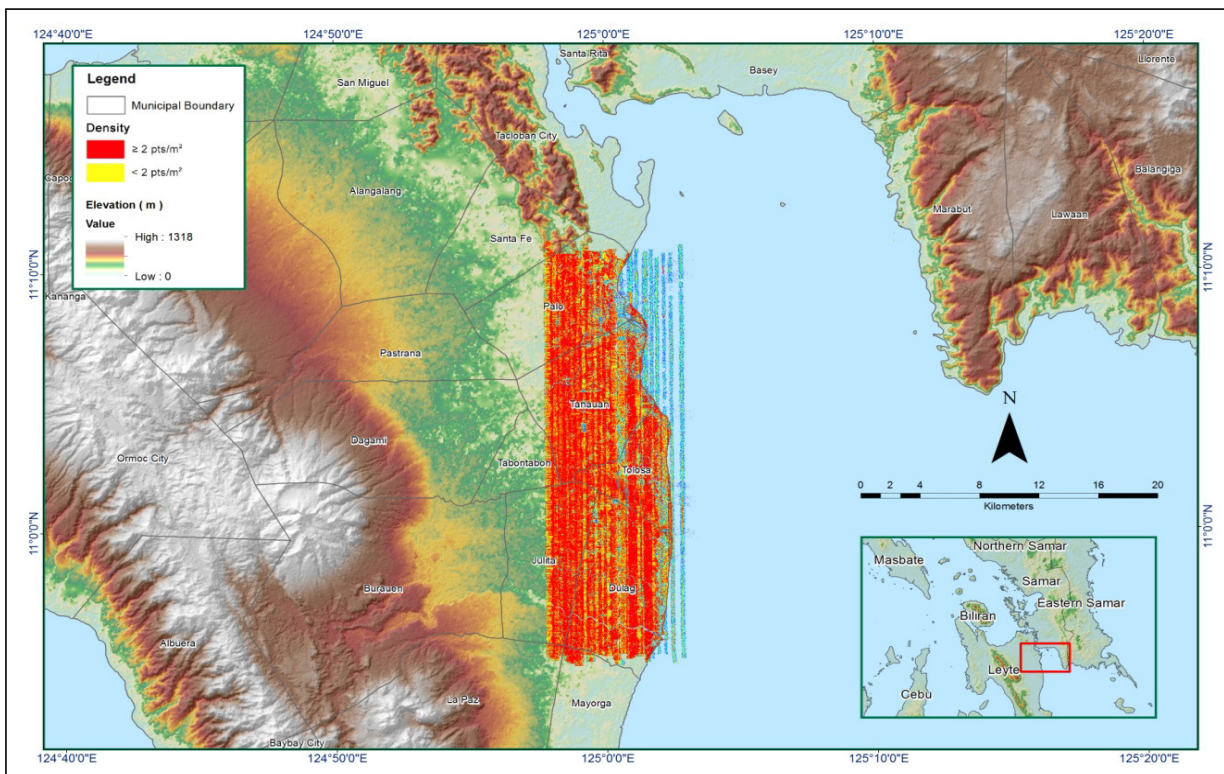 124°40'0"E
124°50'0"E
125°0'0"E
125°10'0"E
125°20'0"E
Legend
Municipal Boundary
Density
≥ 2 pts/m²
< 2 pts/m²
Elevation ( m )
Value
High : 1318
Low : 0
Santa Rita
Llorente
San Miguel
Basey
Tacloban City
Balangiga
Capoo
Alangalang
Marabut
Lawaan
Santa Fe
11°10'0"N
11°10'0"N
Kananga
Palo
Pastrana
Tanauan
N
Dagami
Ormoc City
Tabontabon
Tolosa
0 2 4 8 12 16 20
Kilometers
11°0'0"N
11°0'0"N
Julita
Burauen
Dulag
Albuera
La Paz
Mayorga
Baybay City
Northern Samar
Masbate
Samar
Eastern Samar
Biliran
Leyte
Cebu
124°40'0"E
124°50'0"E
125°0'0"E
125°10'0"E
125°20'0"E